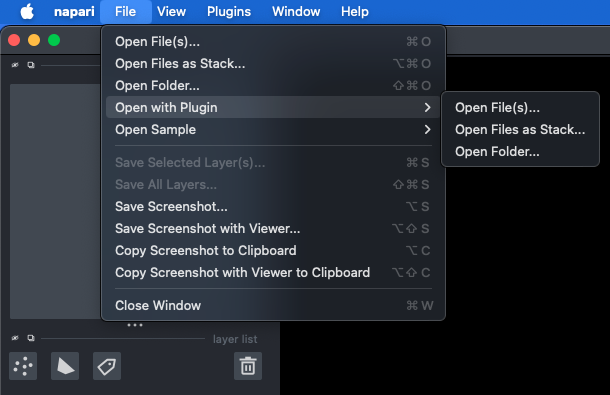 napari File View Plugins Window Help
Open File(s)... ⌘ O
Open Files as Stack... ⌥⌘ O
Open Folder... ⇧⌘ O
Open with Plugin
Open File(s)...
Open Files as Stack...
Open Folder...
Open Sample
Save Selected Layer(s)... ⌘ S
Save All Layers... ⇧⌘ S
Save Screenshot... ⌥ S
Save Screenshot with Viewer... ⌥⇧ S
Copy Screenshot to Clipboard ⌥ C
Copy Screenshot with Viewer to Clipboard ⌥⇧ C
Close Window ⌘ W
layer list